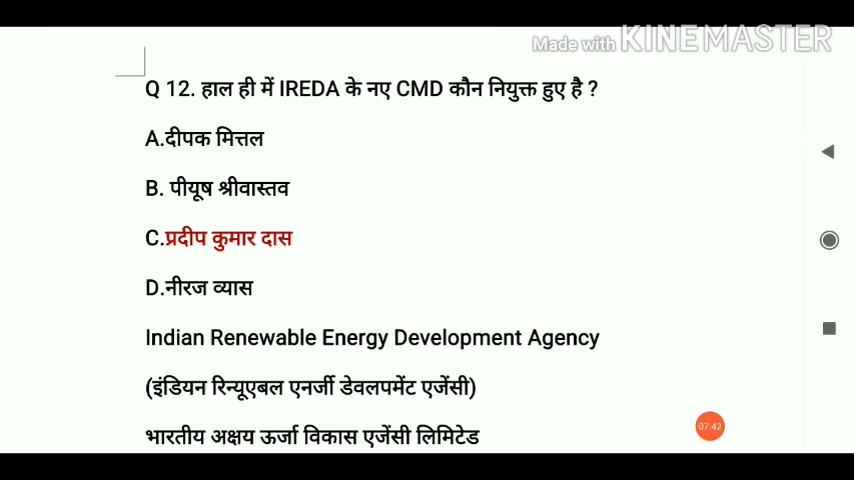 Made with KINEMASTER
Q 12. हाल ही में IREDA के नए CMD कौन नियुक्त हुए है ?
A.दीपक मित्तल
B. पीयूष श्रीवास्तव
C.प्रदीप कुमार दास
D.नीरज व्यास
Indian Renewable Energy Development Agency
(इंडियन रिन्यूएबल एनर्जी डेवलपमेंट एजेंसी)
07:42
भारतीय अक्षय ऊर्जा विकास एजेंसी लिमिटेड